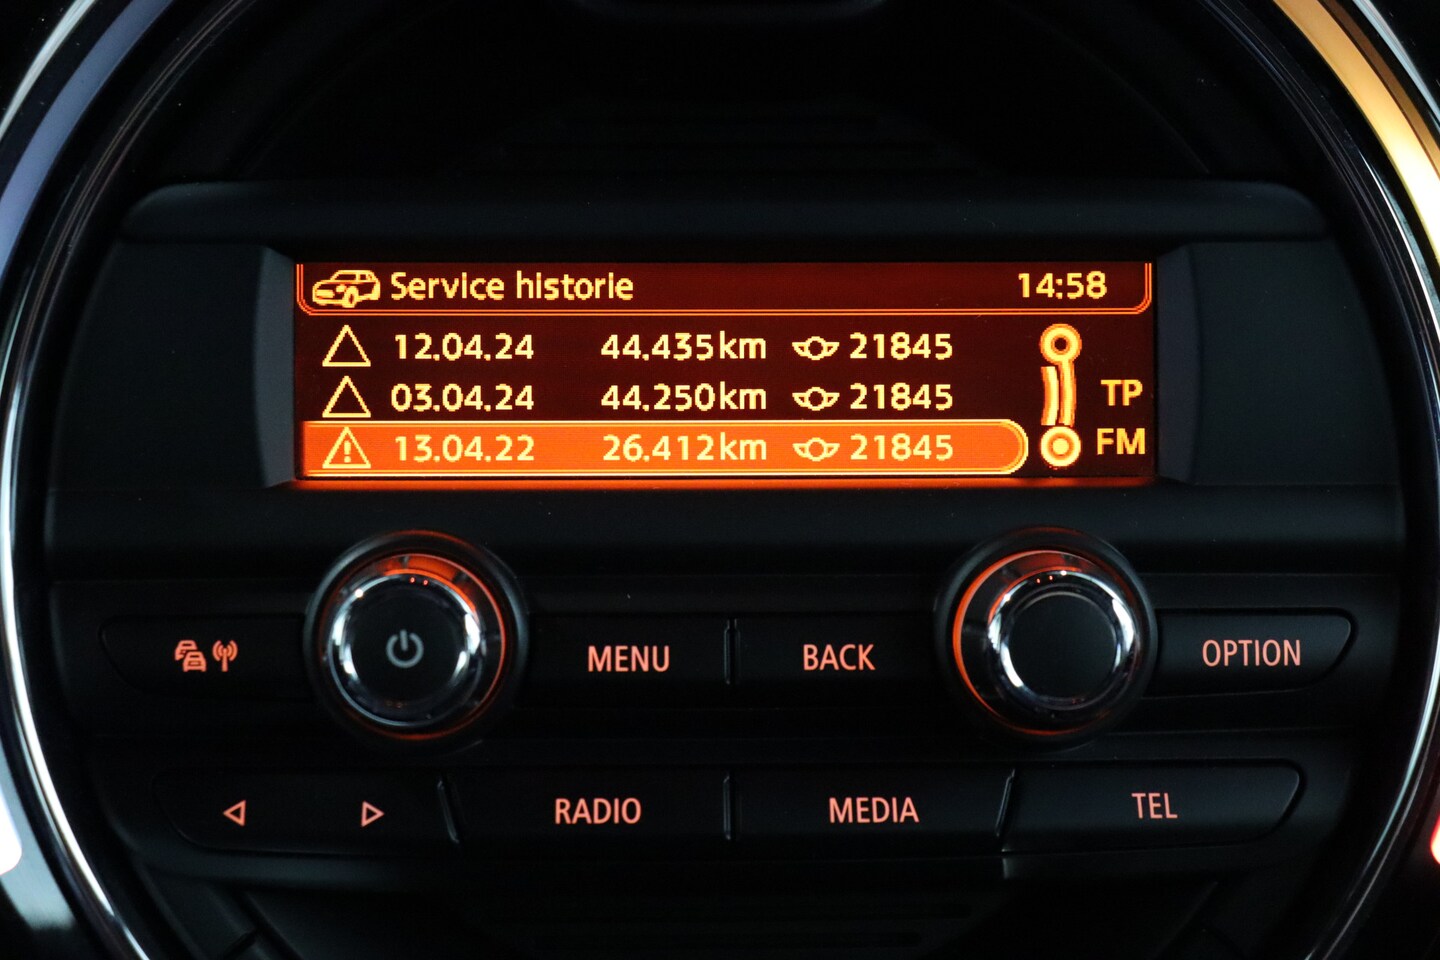 Service historie 14:58
12.04.24 44.435km 21845
03.04.24 44.250km 21845 TP
13.04.22 26.412km 21845 FM
MENU BACK OPTION
RADIO MEDIA TEL